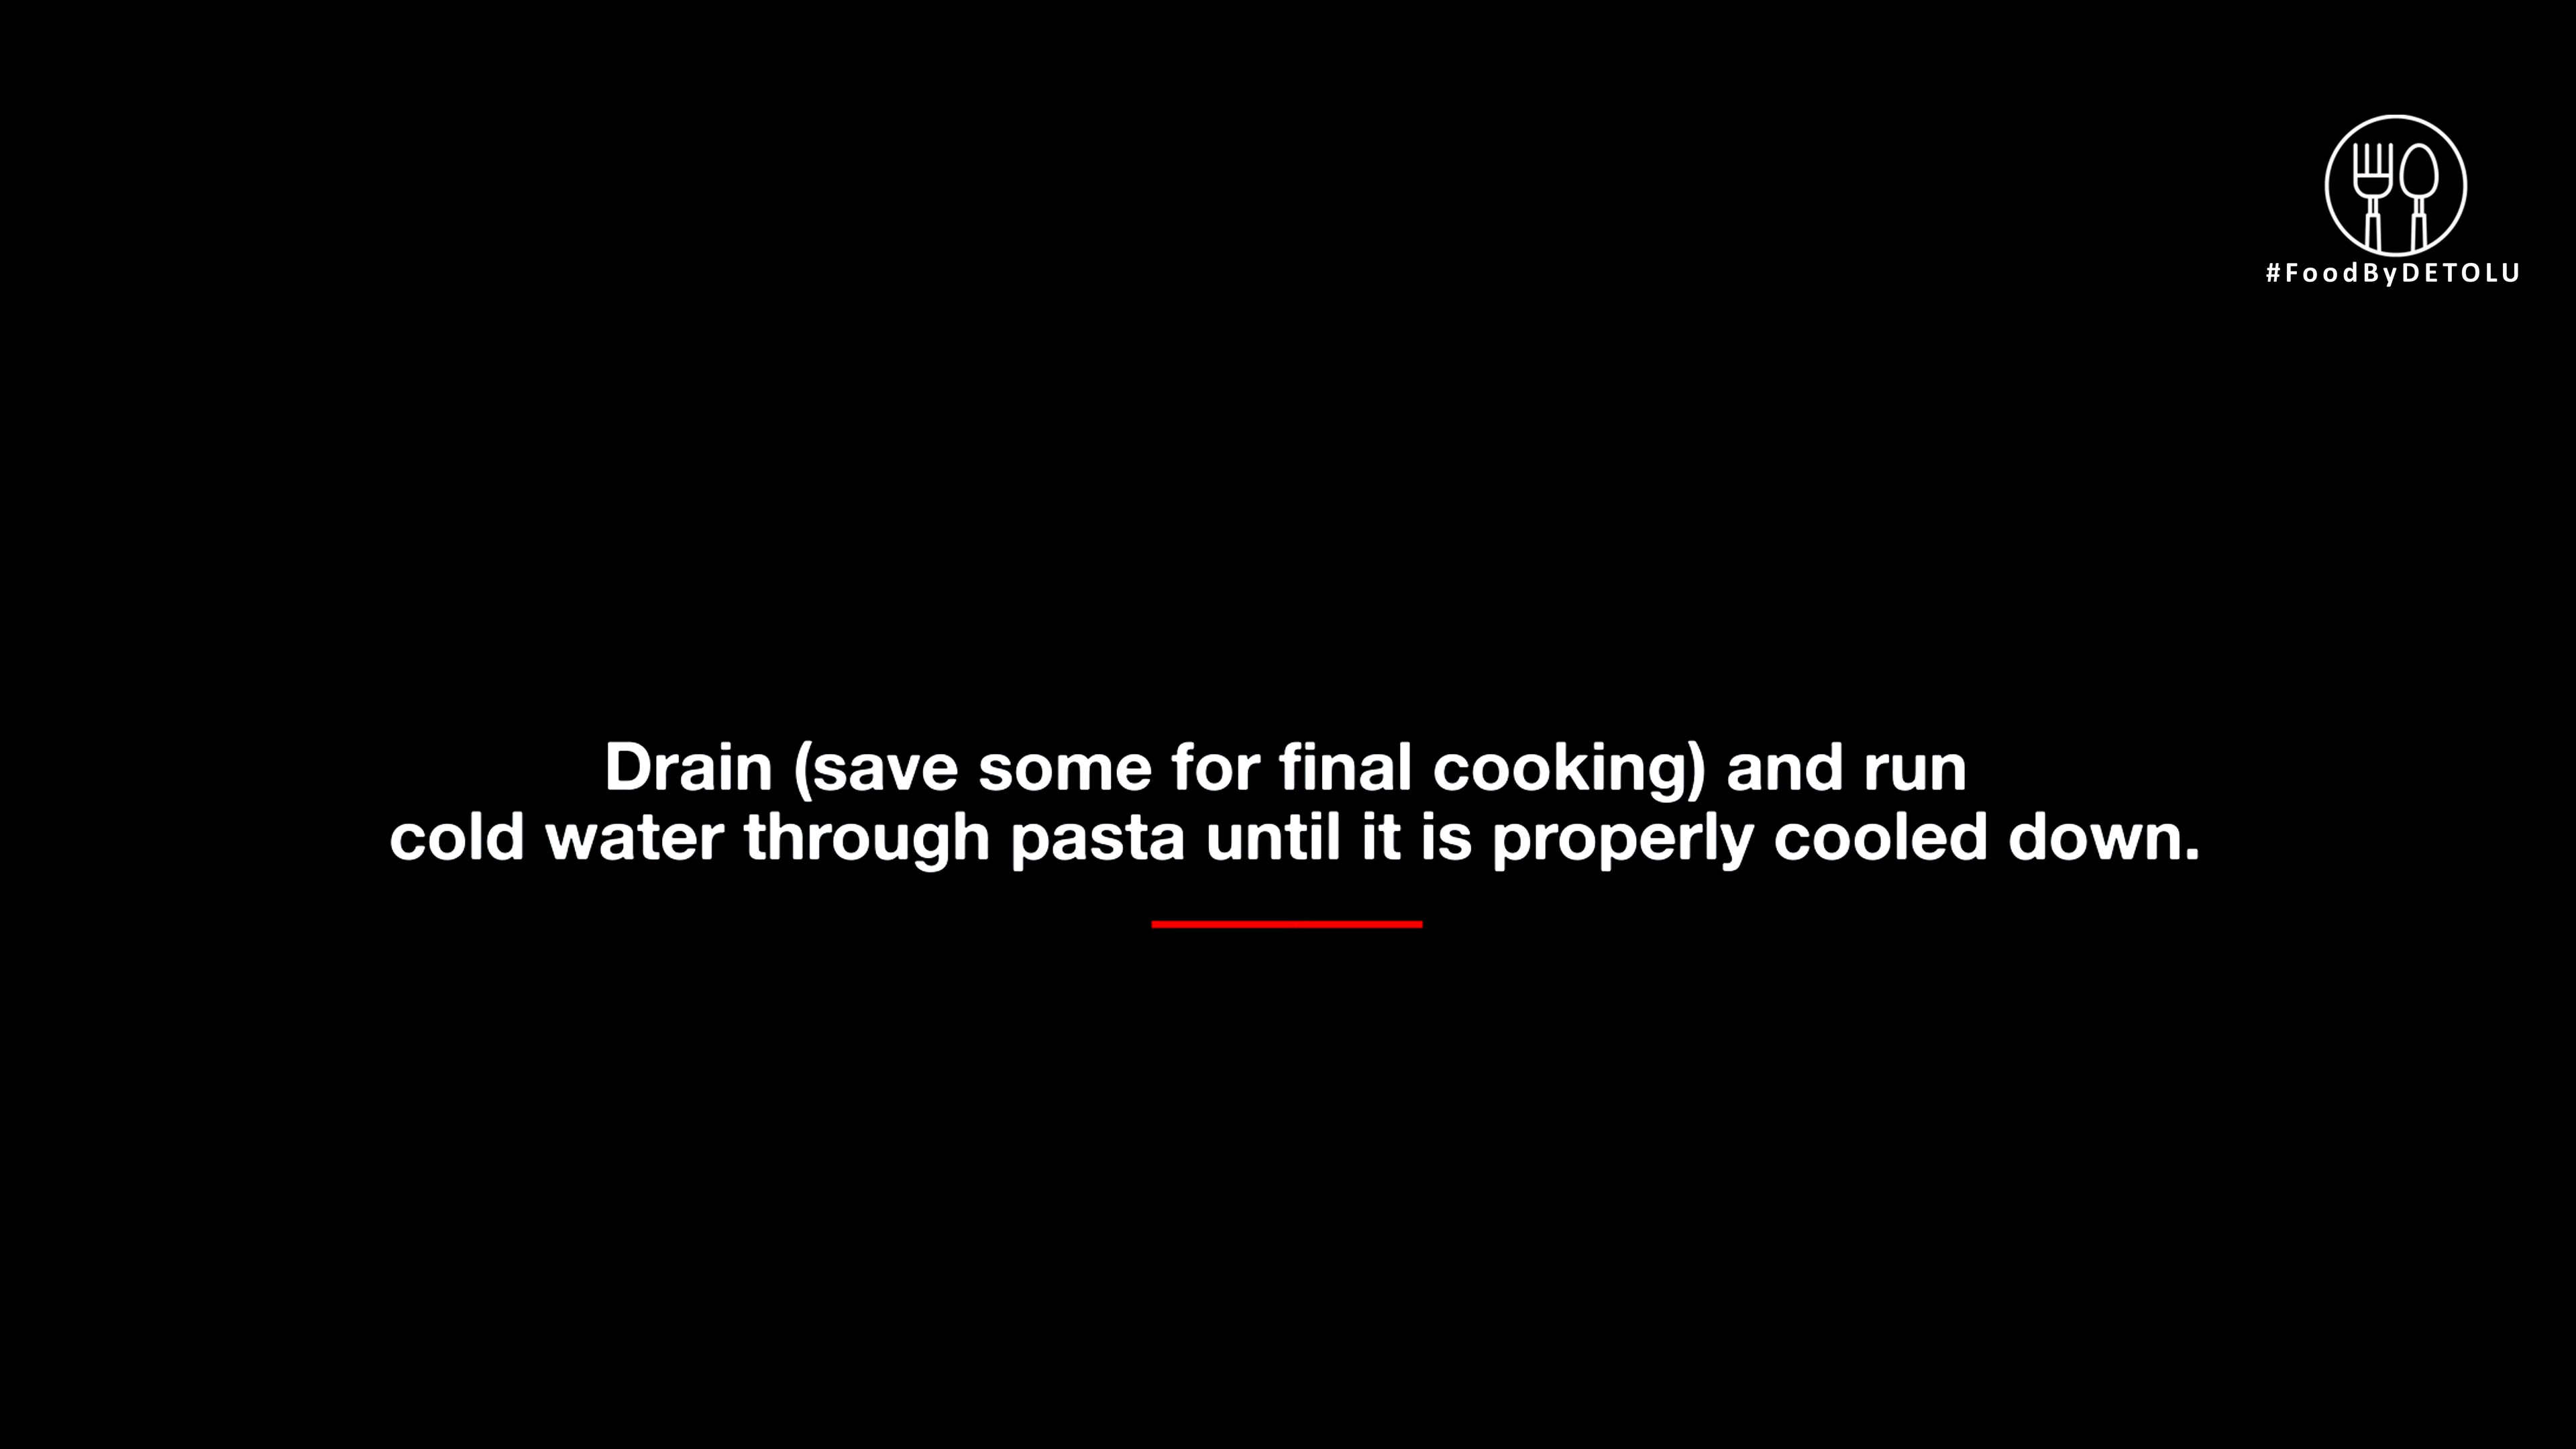 #FoodByDETOLU
Drain (save some for final cooking) and run
cold water through pasta until it is properly cooled down.